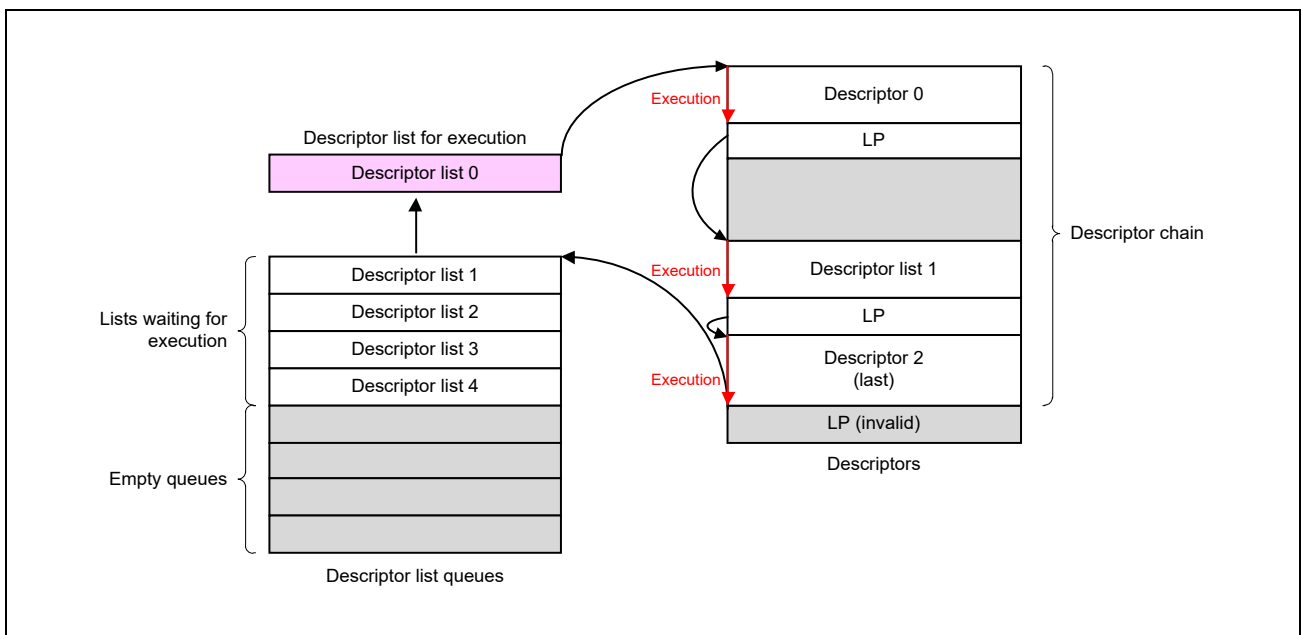 Descriptor list for execution
Descriptor list 0
Lists waiting for
execution
Descriptor list 1
Descriptor list 2
Descriptor list 3
Descriptor list 4
Empty queues
Descriptor list queues
Execution
Descriptor 0
LP
Execution
Descriptor list 1
LP
Execution
Descriptor 2
(last)
LP (invalid)
Descriptors
Descriptor chain